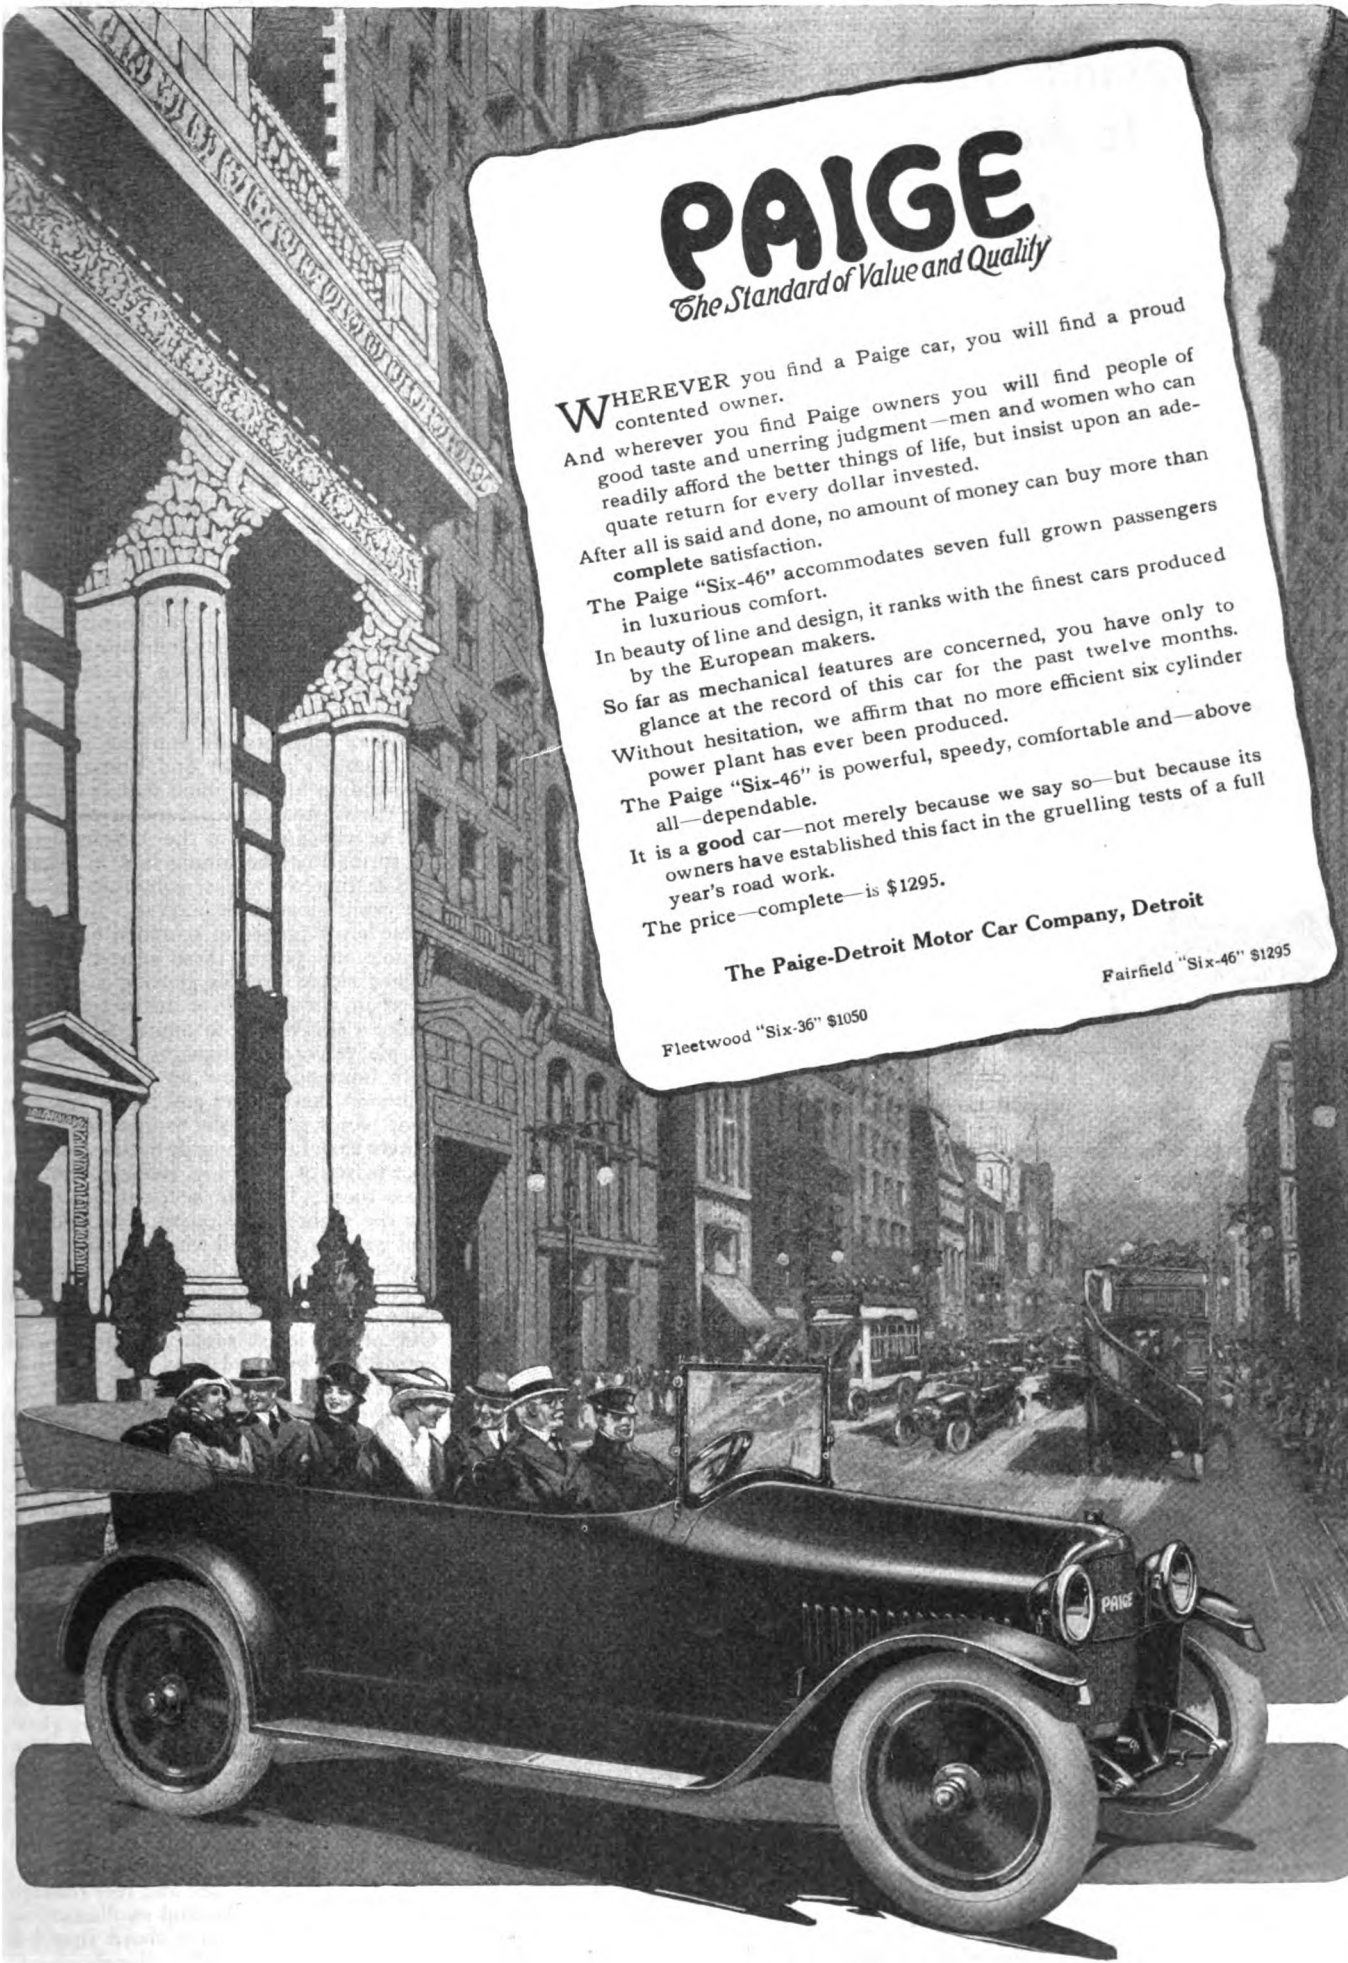 PAIGE
The Standard of Value and Quality
WHEREVER you find a Paige car, you will find a proud
contented owner.
And wherever you find Paige owners you will find people of
good taste and unerring judgment—men and women who can
readily afford the better things of life, but insist upon an ade-
quate return for every dollar invested.
After all is said and done, no amount of money can buy more than
complete satisfaction.
The Paige "Six-46" accommodates seven full grown passengers
in luxurious comfort.
In beauty of line and design, it ranks with the finest cars produced
by the European makers.
So far as mechanical features are concerned, you have only to
glance at the record of this car for the past twelve months.
Without hesitation, we affirm that no more efficient six cylinder
power plant has ever been produced.
The Paige "Six-46" is powerful, speedy, comfortable and—above
all—dependable.
It is a good car—not merely because we say so—but because its
owners have established this fact in the gruelling tests of a full
year's road work.
The price—complete—is $1295.
The Paige-Detroit Motor Car Company, Detroit
Fleetwood "Six-36" $1050
Fairfield "Six-46" $1295
PAIGE